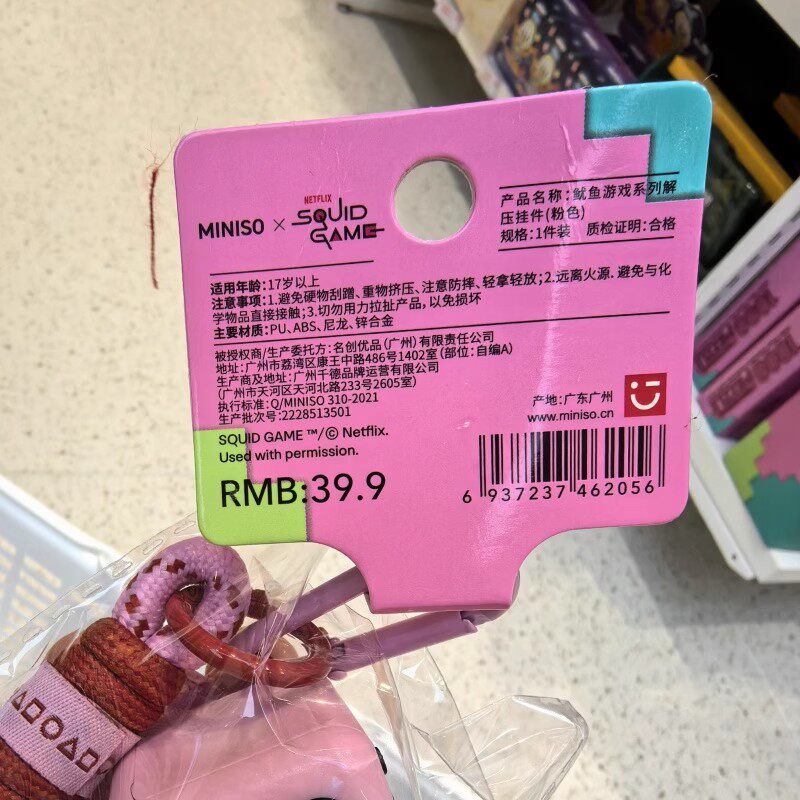 MINISO × NETFLIX SQUID GAME
产品名称:鱿鱼游戏系列解
压挂件(粉色)
规格:1件装 质检证明:合格
适用年龄:17岁以上
注意事项:1.避免硬物刮蹭、重物挤压、注意防摔、轻拿轻放;2.远离火源. 避免与化
学物品直接接触;3.切勿用力拉扯产品,以免损坏
主要材质:PU、ABS、尼龙、锌合金
被授权商/生产委托方:名创优品(广州)有限责任公司
地址:广州市荔湾区康王中路486号1402室(部位:自编A)
生产商及地址:广州千德品牌运营有限公司
(广州市天河区天河北路233号2605室)
执行标准:Q/MINISO 310-2021
生产批次号:2228513501
SQUID GAME ™/© Netflix.
Used with permission.
RMB:39.9
产地:广东广州
www.miniso.cn
6 937237 462056